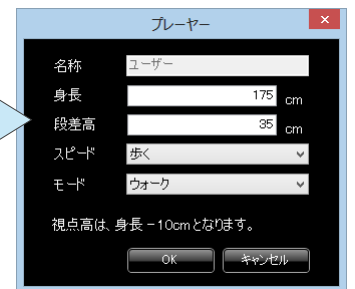 プレーヤー
名称 ユーザー
身長 175 cm
段差高 35 cm
スピード 歩く
モード ウォーク
視点高は、身長－10cmとなります。
OK キャンセル